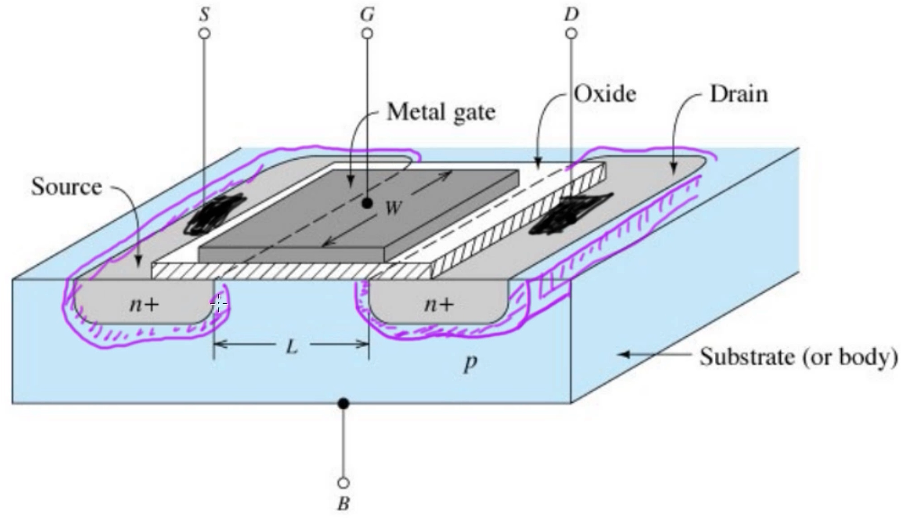 S
G
D
Metal gate
Oxide
Drain
Source
W
n+
n+
L
p
Substrate (or body)
B